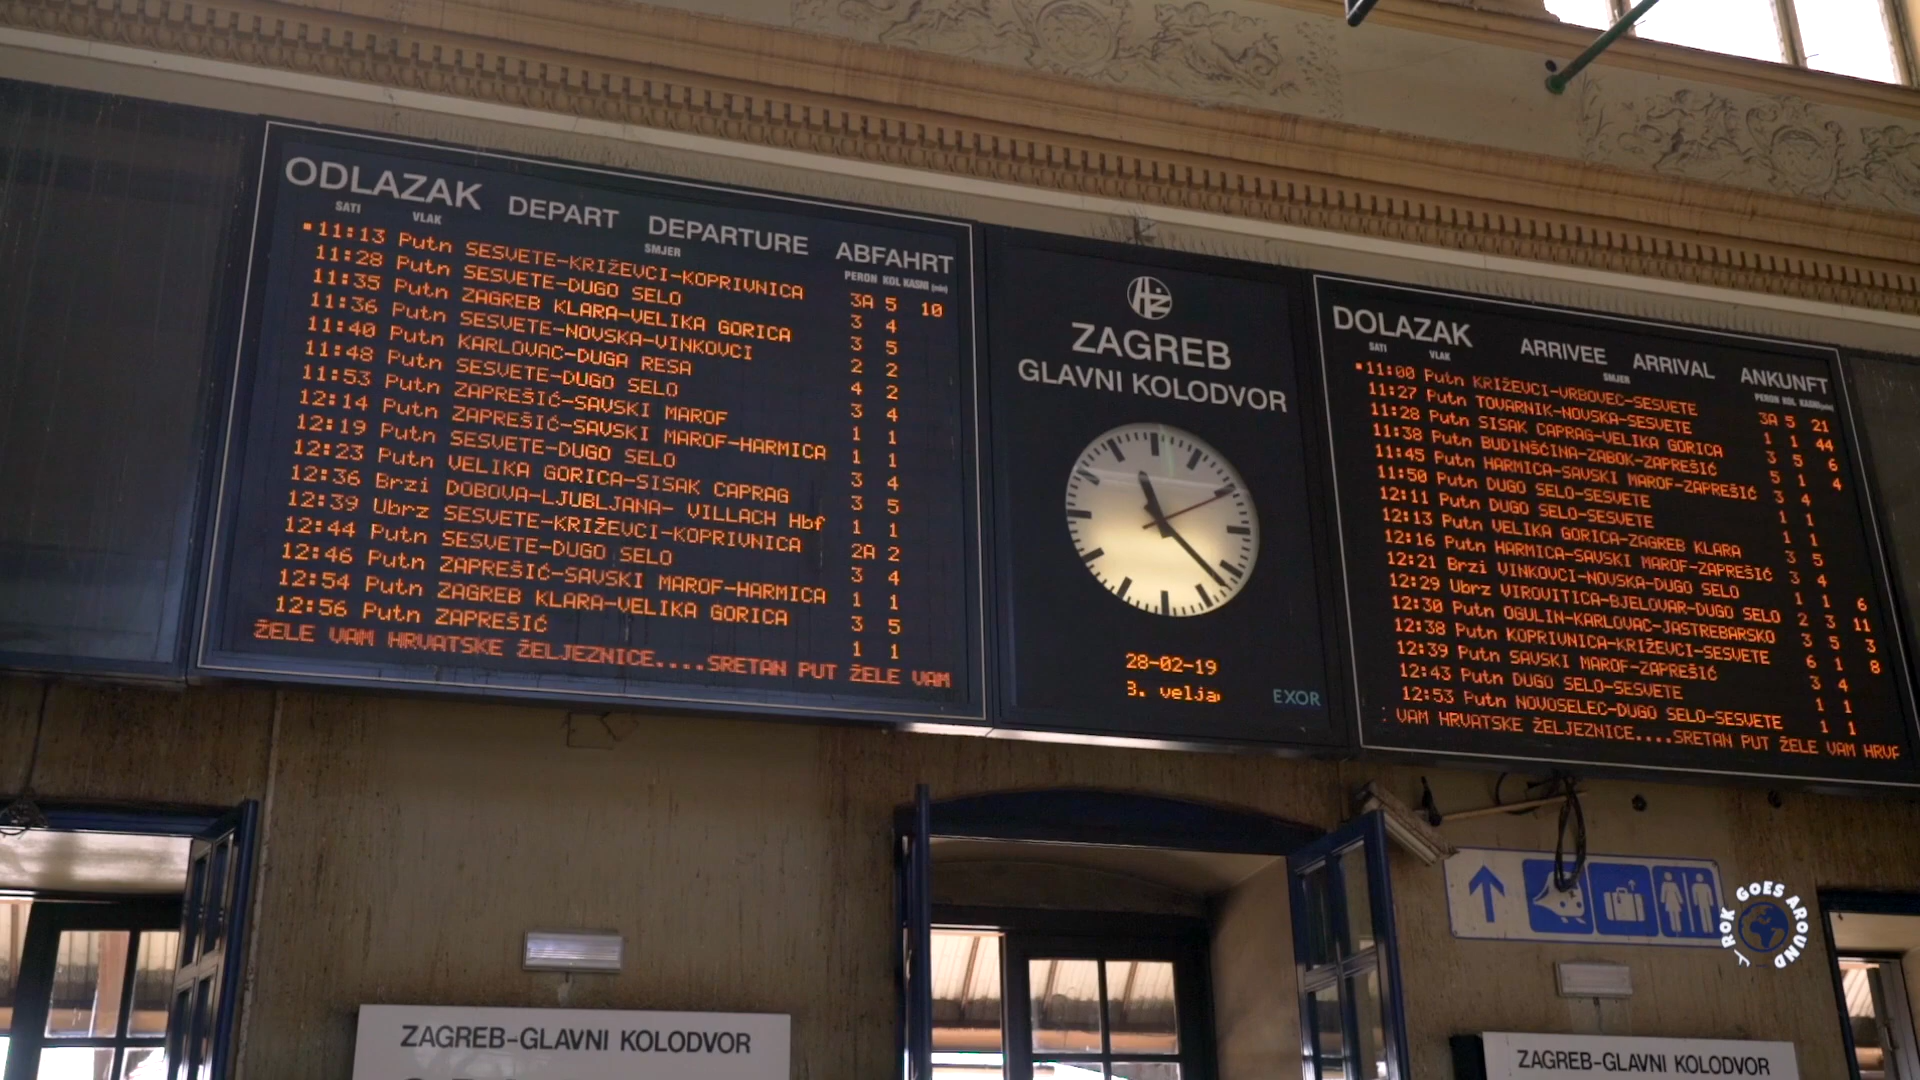 ODLAZAK DEPART DEPARTURE ABFAHRT
SATI VLAK SMJER PERON KOL KASNI (min)
11:13 Putn SESVETE-KRIŽEVCI-KOPRIVNICA 3A 5 10
11:28 Putn SESVETE-DUGO SELO 3 4
11:35 Putn ZAGREB KLARA-VELIKA GORICA 3 5
11:36 Putn SESVETE-NOVSKA-VINKOVCI 2 2
11:40 Putn KARLOVAC-DUGA RESA 4 2
11:48 Putn SESVETE-DUGO SELO 3 4
11:53 Putn ZAPREŠIĆ-SAVSKI MAROF 1 1
12:14 Putn ZAPREŠIĆ-SAVSKI MAROF-HARMICA 1 1
12:19 Putn SESVETE-DUGO SELO 3 4
12:23 Putn VELIKA GORICA-SISAK CAPRAG 3 5
12:36 Brzi DOBOVA-LJUBLJANA- VILLACH Hbf 1 1
12:39 Ubrz SESVETE-KRIŽEVCI-KOPRIVNICA 2A 2
12:44 Putn SESVETE-DUGO SELO 3 4
12:46 Putn ZAPREŠIĆ-SAVSKI MAROF-HARMICA 1 1
12:54 Putn ZAGREB KLARA-VELIKA GORICA 3 5
12:56 Putn ZAPREŠIĆ 1 1
ŽELE VAM HRVATSKE ŽELJEZNICE....SRETAN PUT ŽELE VAM
HŽ
ZAGREB
GLAVNI KOLODVOR
28-02-19
3. velja
EXOR
DOLAZAK ARRIVEE ARRIVAL ANKUNFT
SATI VLAK SMJER PERON KOL KASNI (min)
11:00 Putn KRIŽEVCI-VRBOVEC-SESVETE 3A 5 21
11:27 Putn TOVARNIK-NOVSKA-SESVETE 1 1 44
11:28 Putn SISAK CAPRAG-VELIKA GORICA 3 5 6
11:38 Putn BUDINŠĆINA-ZABOK-ZAPREŠIĆ 5 1 4
11:45 Putn HARMICA-SAVSKI MAROF-ZAPREŠIĆ 3 4
11:50 Putn DUGO SELO-SESVETE 1 1
12:11 Putn DUGO SELO-SESVETE 1 1
12:13 Putn VELIKA GORICA-ZAGREB KLARA 3 5
12:16 Putn HARMICA-SAVSKI MAROF-ZAPREŠIĆ 3 4
12:21 Brzi VINKOVCI-NOVSKA-DUGO SELO 1 1 6
12:29 Ubrz VIROVITICA-BJELOVAR-DUGO SELO 2 3 11
12:30 Putn OGULIN-KARLOVAC-JASTREBARSKO 3 5 3
12:38 Putn KOPRIVNICA-KRIŽEVCI-SESVETE 6 1 8
12:39 Putn SAVSKI MAROF-ZAPREŠIĆ 3 4
12:43 Putn DUGO SELO-SESVETE 1 1
12:53 Putn NOVOSELEC-DUGO SELO-SESVETE 1 1
VAM HRVATSKE ŽELJEZNICE....SRETAN PUT ŽELE VAM HRVA
ROK GOES AROUND
ZAGREB-GLAVNI KOLODVOR
ZAGREB-GLAVNI KOLODVOR